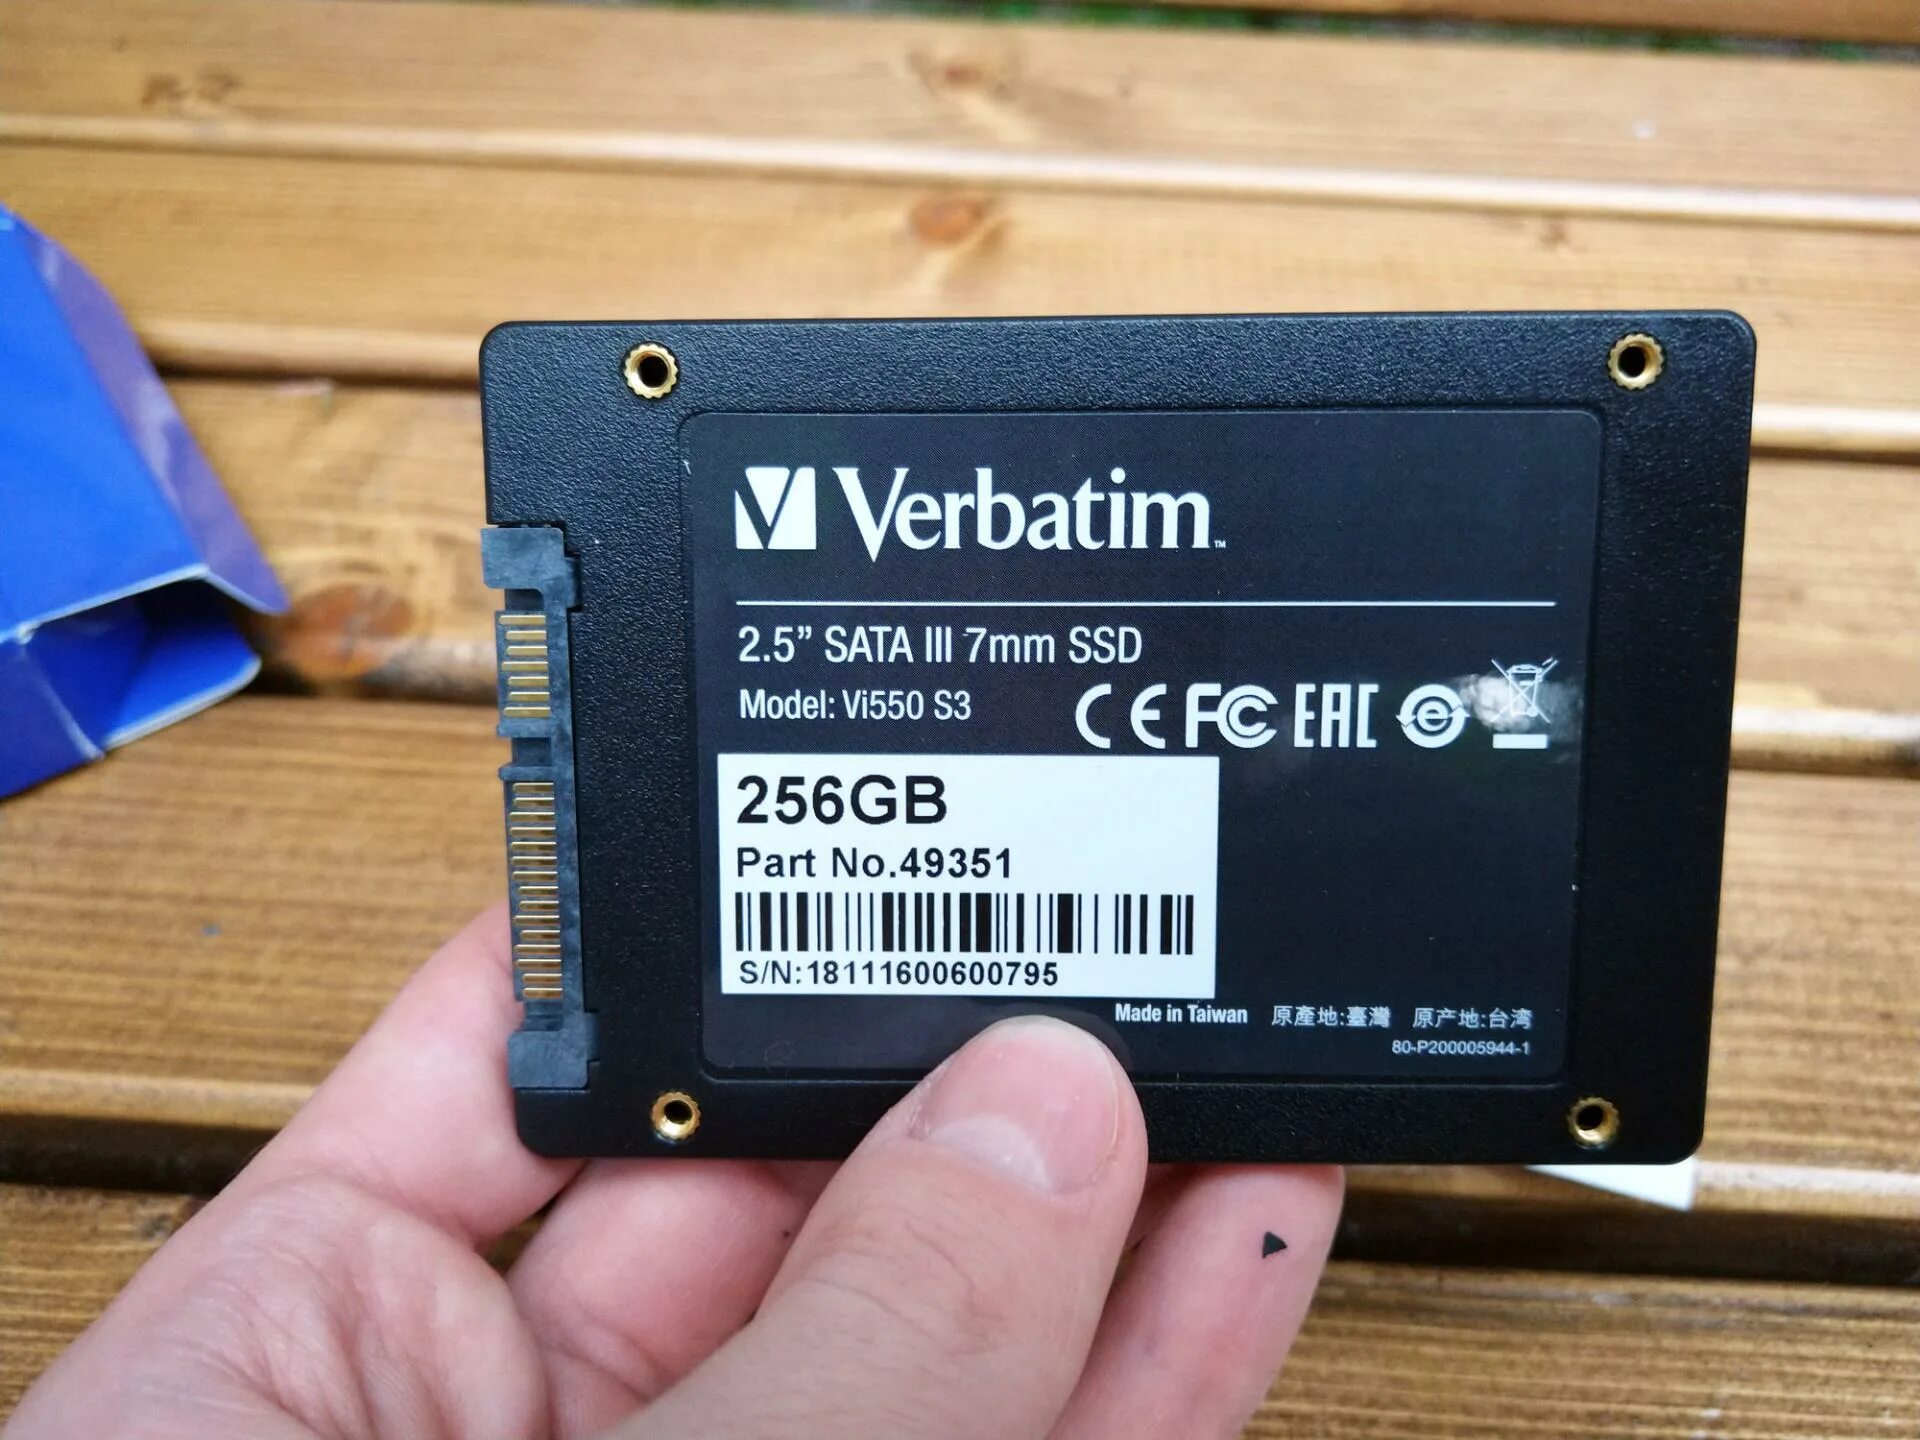 Verbatim™
2.5” SATA III 7mm SSD
Model: Vi550 S3
CE FC EAC e
256GB
Part No.49351
S/N:18111600600795
Made in Taiwan 原產地:臺灣 原产地:台湾
80-P200005944-1